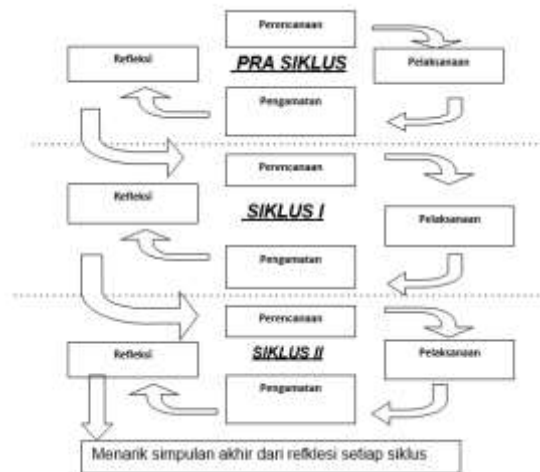 Perencanaan
Refleksi
PRA SIKLUS
Pelaksanaan
Pengamatan
Perencanaan
Refleksi
SIKLUS I
Pelaksanaan
Pengamatan
Perencanaan
Refleksi
SIKLUS II
Pelaksanaan
Pengamatan
Menarik simpulan akhir dari refklesi setiap siklus